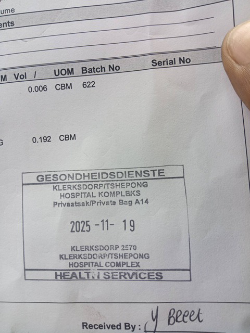 ume
ents
M Vol / UOM Batch No Serial No
0.006 CBM 622
G 0.192 CBM
GESONDHEIDSDIENSTE
KLERKSDORP/TSHEPONG
HOSPITAL KOMPLEKS
Privaatsak/Private Bag A14
2025 -11- 19
KLERKSDORP 2570
KLERKSDORP/TSHEPONG
HOSPITAL COMPLEX
HEALTH SERVICES
Received By :